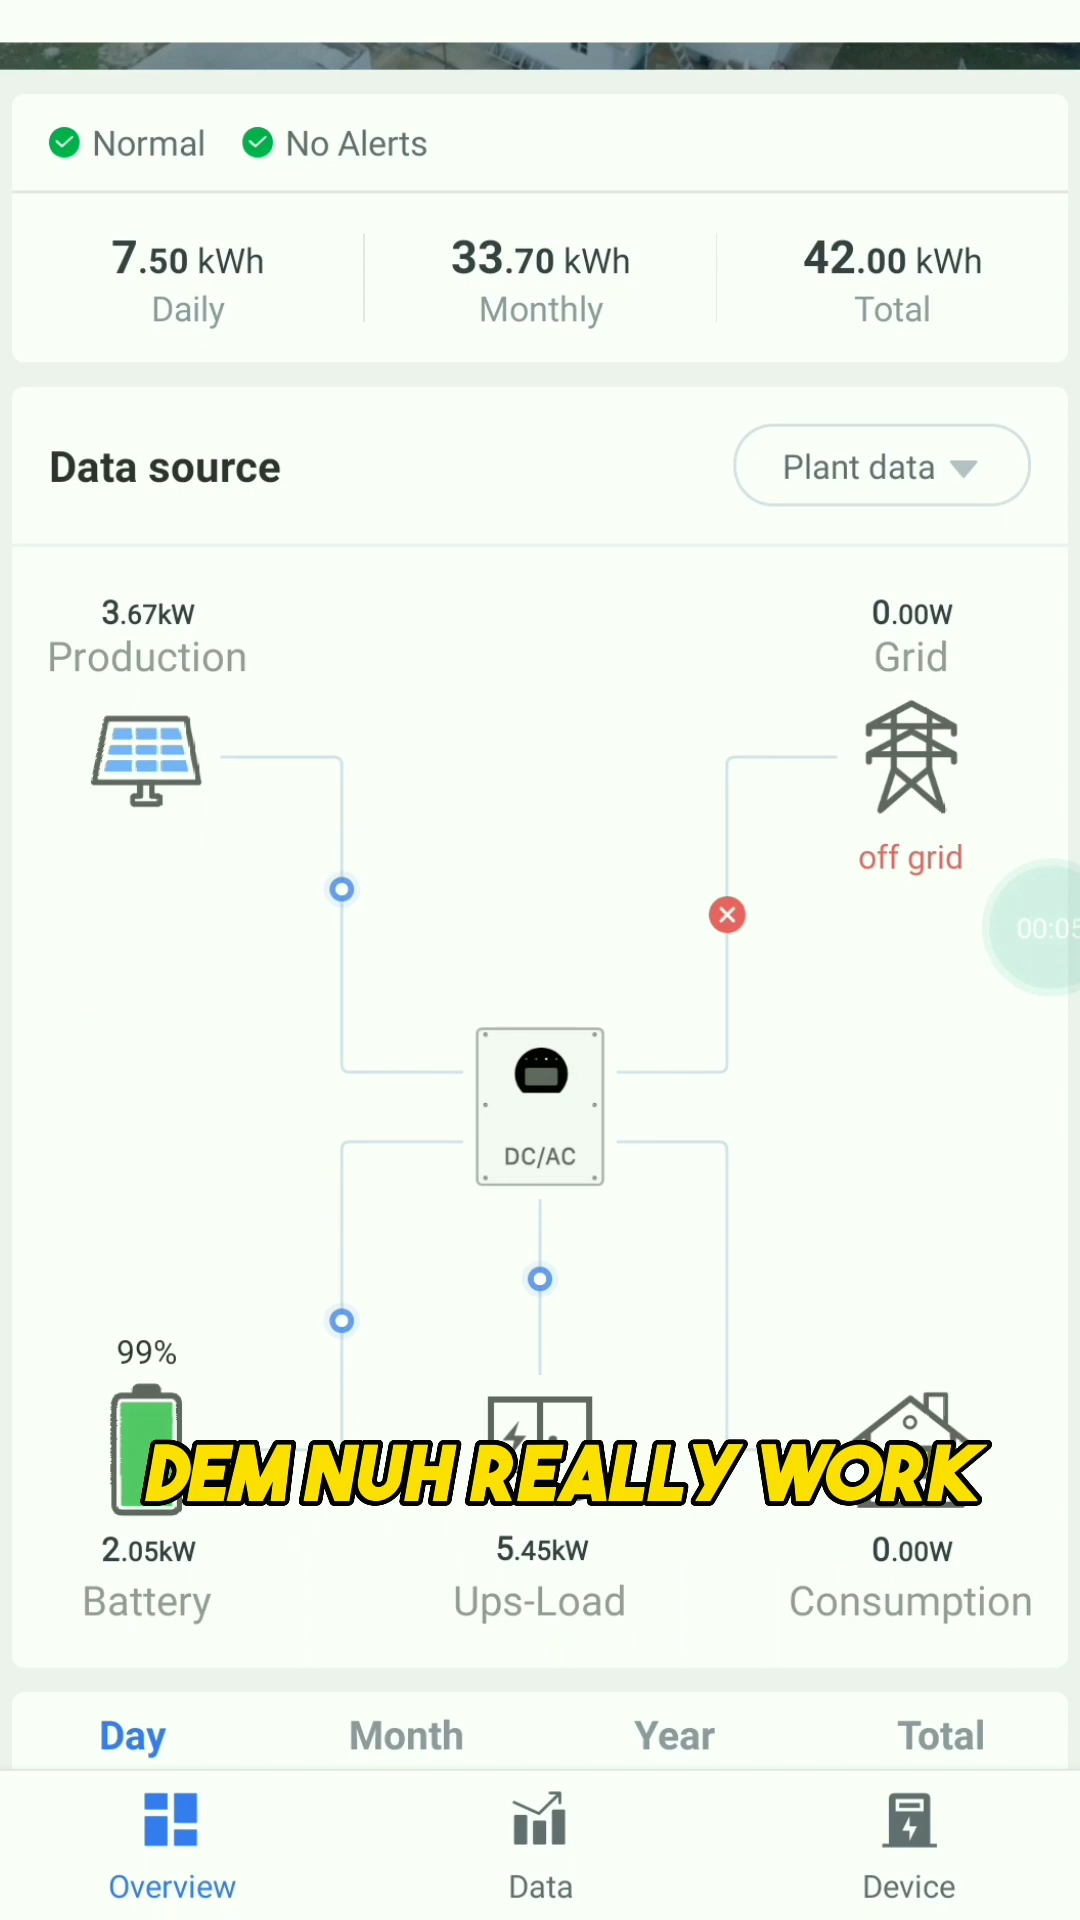 Normal No Alerts
7.50 kWh 33.70 kWh 42.00 kWh
Daily Monthly Total
Data source Plant data
3.67kW 0.00W
Production Grid
off grid
00:05
DC/AC
99%
DEM NUH REALLY WORK
2.05kW 5.45kW 0.00W
Battery Ups-Load Consumption
Day Month Year Total
Overview Data Device